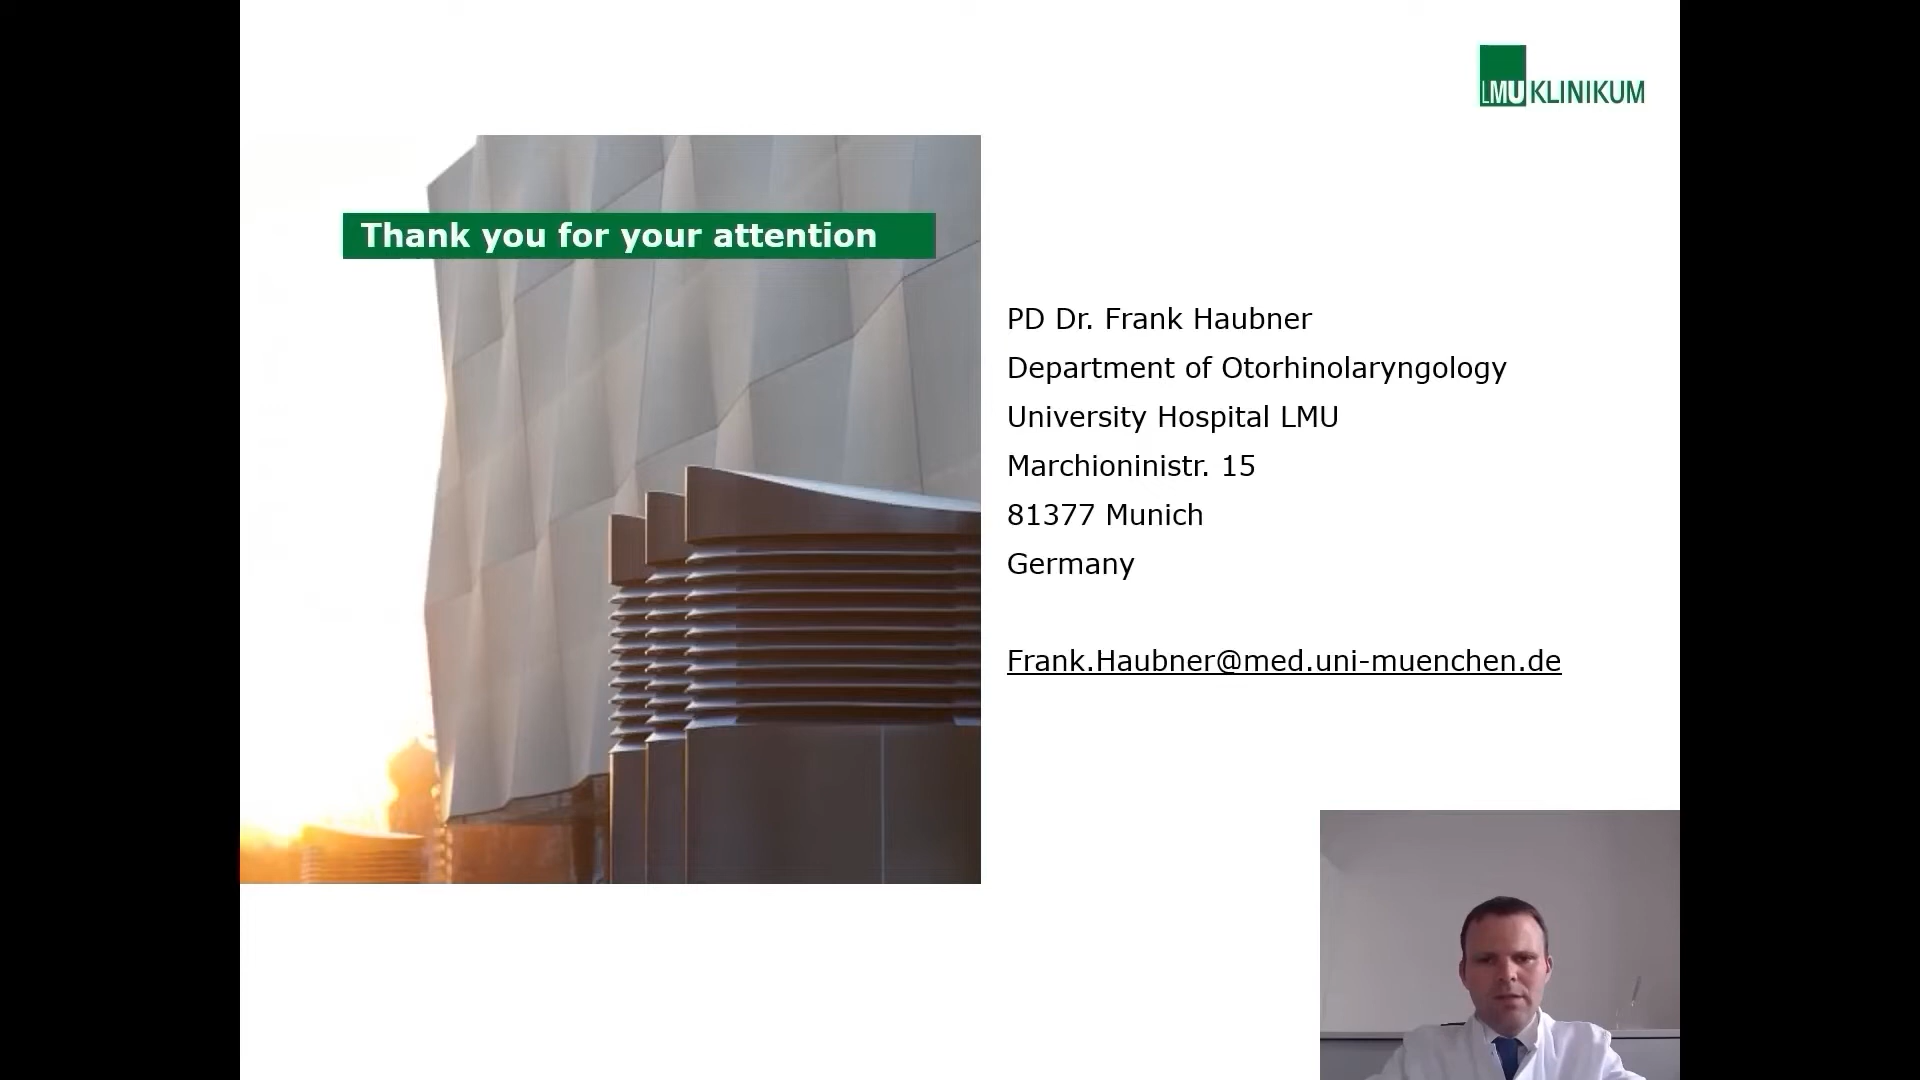 LMU KLINIKUM
Thank you for your attention
PD Dr. Frank Haubner
Department of Otorhinolaryngology
University Hospital LMU
Marchioninistr. 15
81377 Munich
Germany
Frank.Haubner@med.uni-muenchen.de